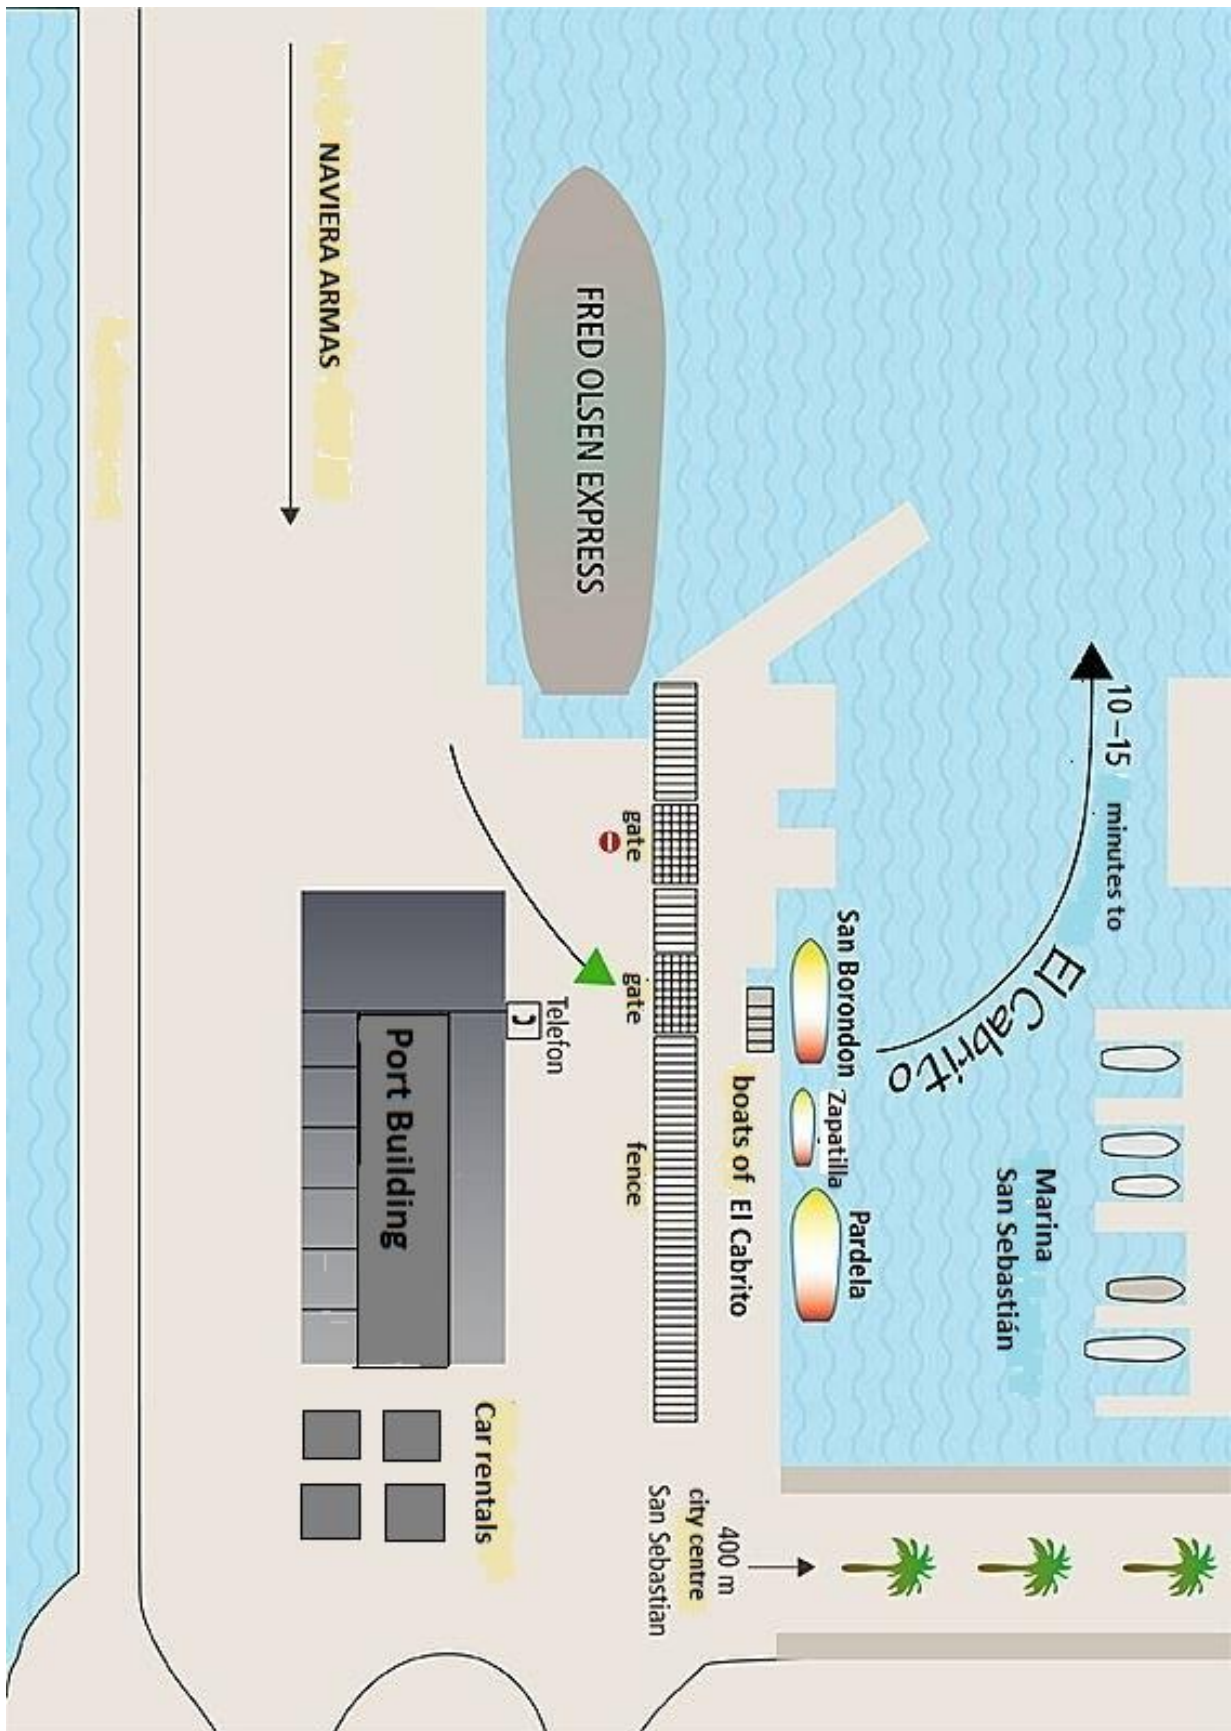 NAVIERA ARMAS
FRED OLSEN EXPRESS
10–15 minutes to
El Cabrito
gate
gate
fence
San Borondon
Zapatilla
Pardela
boats of El Cabrito
Marina
San Sebastián
Telefon
Port Building
Car rentals
400 m
city centre
San Sebastian